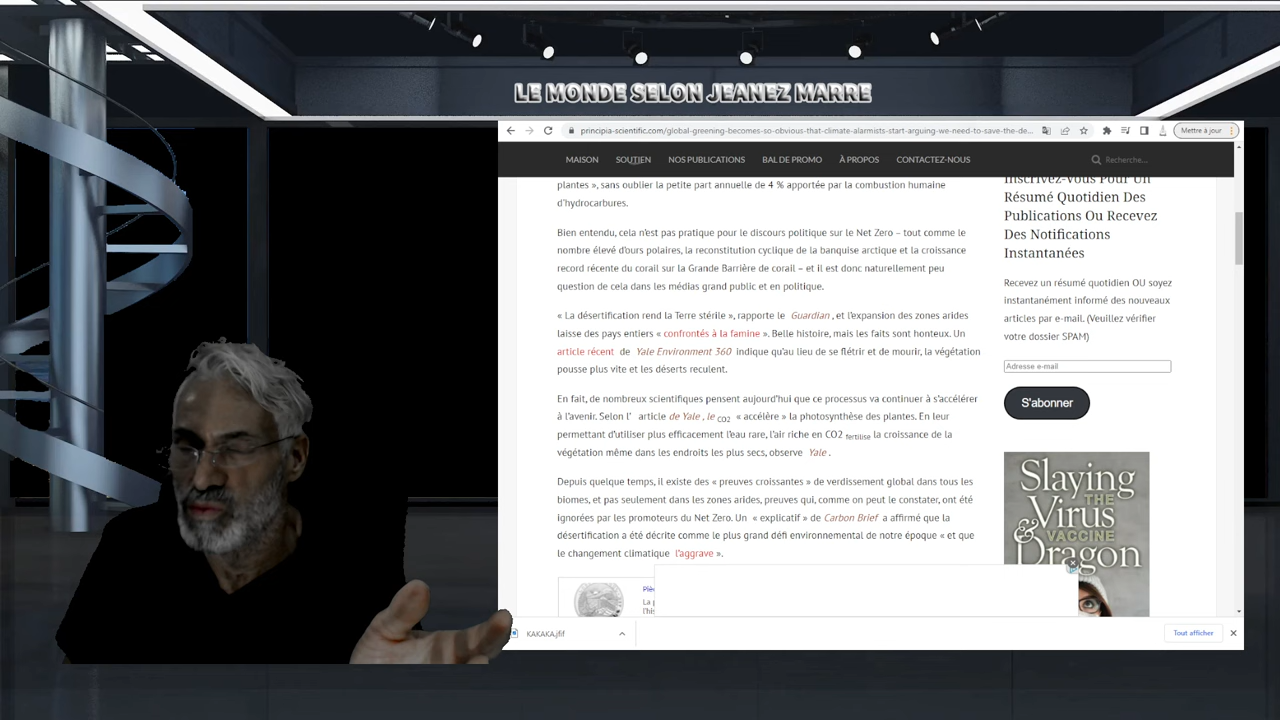 LE MONDE SELON JEANEZ MARRE
principia-scientific.com/global-greening-becomes-so-obvious-that-climate-alarmists-start-arguing-we-need-to-save-the-de...
Mettre à jour
MAISON SOUTIEN NOS PUBLICATIONS BAL DE PROMO À PROPOS CONTACTEZ-NOUS Recherche...
plantes », sans oublier la petite part annuelle de 4 % apportée par la combustion humaine
d'hydrocarbures.
Bien entendu, cela n'est pas pratique pour le discours politique sur le Net Zero – tout comme le
nombre élevé d'ours polaires, la reconstitution cyclique de la banquise arctique et la croissance
record récente du corail sur la Grande Barrière de corail – et il est donc naturellement peu
question de cela dans les médias grand public et en politique.
« La désertification rend la Terre stérile », rapporte le Guardian , et l'expansion des zones arides
laisse des pays entiers « confrontés à la famine ». Belle histoire, mais les faits sont honteux. Un
article récent de Yale Environment 360 indique qu'au lieu de se flétrir et de mourir, la végétation
pousse plus vite et les déserts reculent.
En fait, de nombreux scientifiques pensent aujourd'hui que ce processus va continuer à s'accélérer
à l'avenir. Selon l' article de Yale , le CO2 « accélère » la photosynthèse des plantes. En leur
permettant d'utiliser plus efficacement l'eau rare, l'air riche en CO2 fertilise la croissance de la
végétation même dans les endroits les plus secs, observe Yale .
Depuis quelque temps, il existe des « preuves croissantes » de verdissement global dans tous les
biomes, et pas seulement dans les zones arides, preuves qui, comme on peut le constater, ont été
ignorées par les promoteurs du Net Zero. Un « explicatif » de Carbon Brief a affirmé que la
désertification a été décrite comme le plus grand défi environnemental de notre époque « et que
le changement climatique l'aggrave ».
Inscrivez-vous Pour Un
Résumé Quotidien Des
Publications Ou Recevez
Des Notifications
Instantanées
Recevez un résumé quotidien OU soyez
instantanément informé des nouveaux
articles par e-mail. (Veuillez vérifier
votre dossier SPAM)
Adresse e-mail
S'abonner
Slaying
THE
Virus
& VACCINE
Dragon
KAKAKA.jfif
Tout afficher